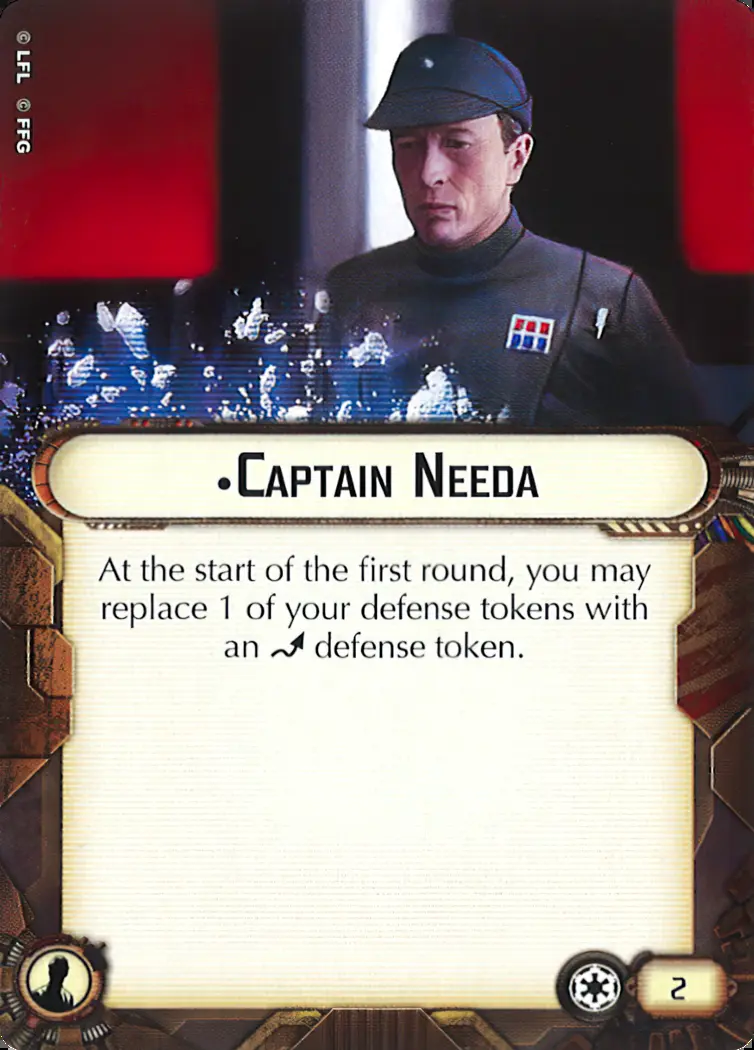 © LFL © FFG
•Captain Needa
At the start of the first round, you may
replace 1 of your defense tokens with
an defense token.
2